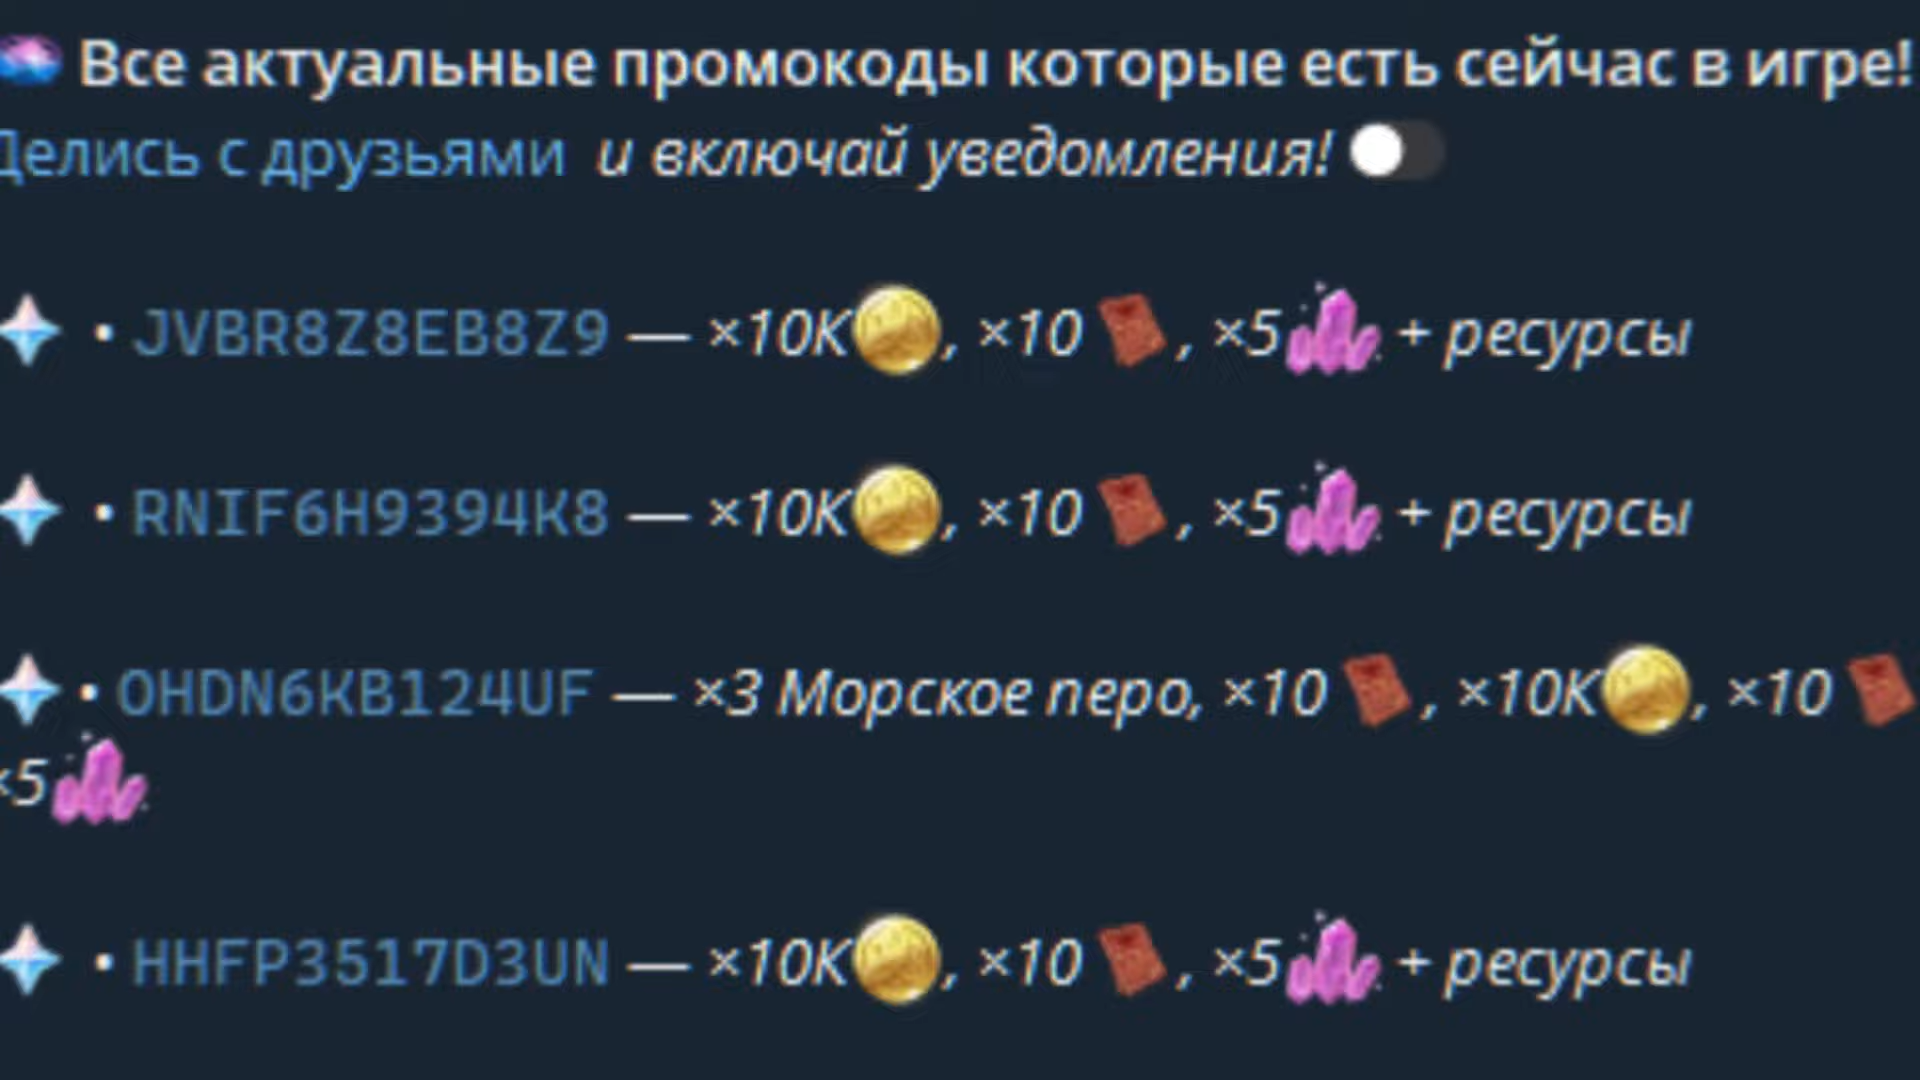 Все актуальные промокоды которые есть сейчас в игре!
Делись с друзьями и включай уведомления!
• JVBR8Z8EB8Z9 — ×10K, ×10, ×5 + ресурсы
• RNIF6H9394K8 — ×10K, ×10, ×5 + ресурсы
• OHDN6KB124UF — ×3 Морское перо, ×10, ×10K, ×10
×5
• HHFP3517D3UN — ×10K, ×10, ×5 + ресурсы